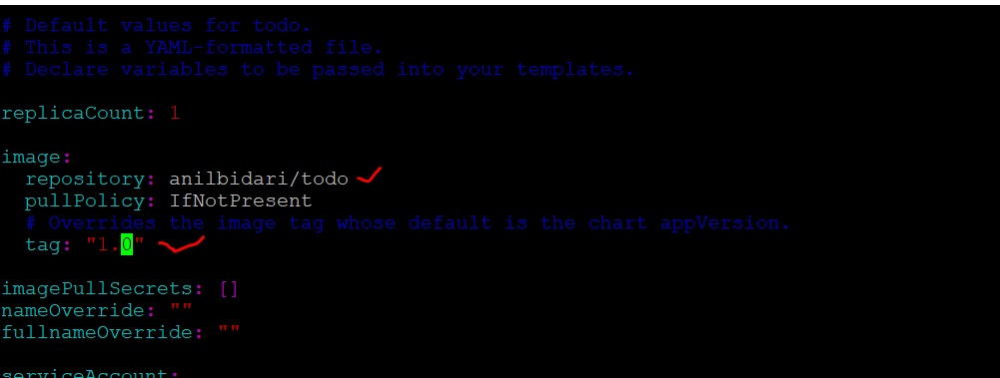 # Default values for todo.
# This is a YAML-formatted file.
# Declare variables to be passed into your templates.
replicaCount: 1
image:
  repository: anilbidari/todo
  pullPolicy: IfNotPresent
  # Overrides the image tag whose default is the chart appVersion.
  tag: "1.0"
imagePullSecrets: []
nameOverride: ""
fullnameOverride: ""
serviceAccount: